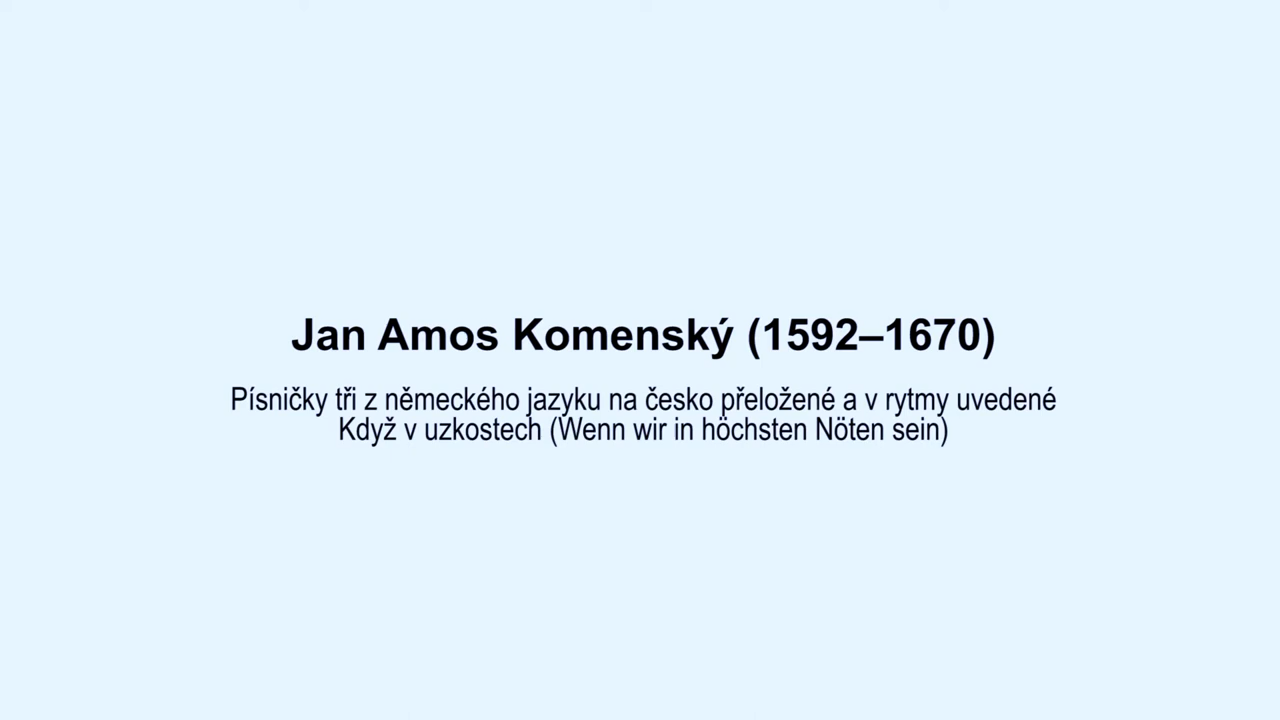 Jan Amos Komenský (1592–1670)
Písničky tři z německého jazyku na česko přeložené a v rytmy uvedené
Když v uzkostech (Wenn wir in höchsten Nöten sein)